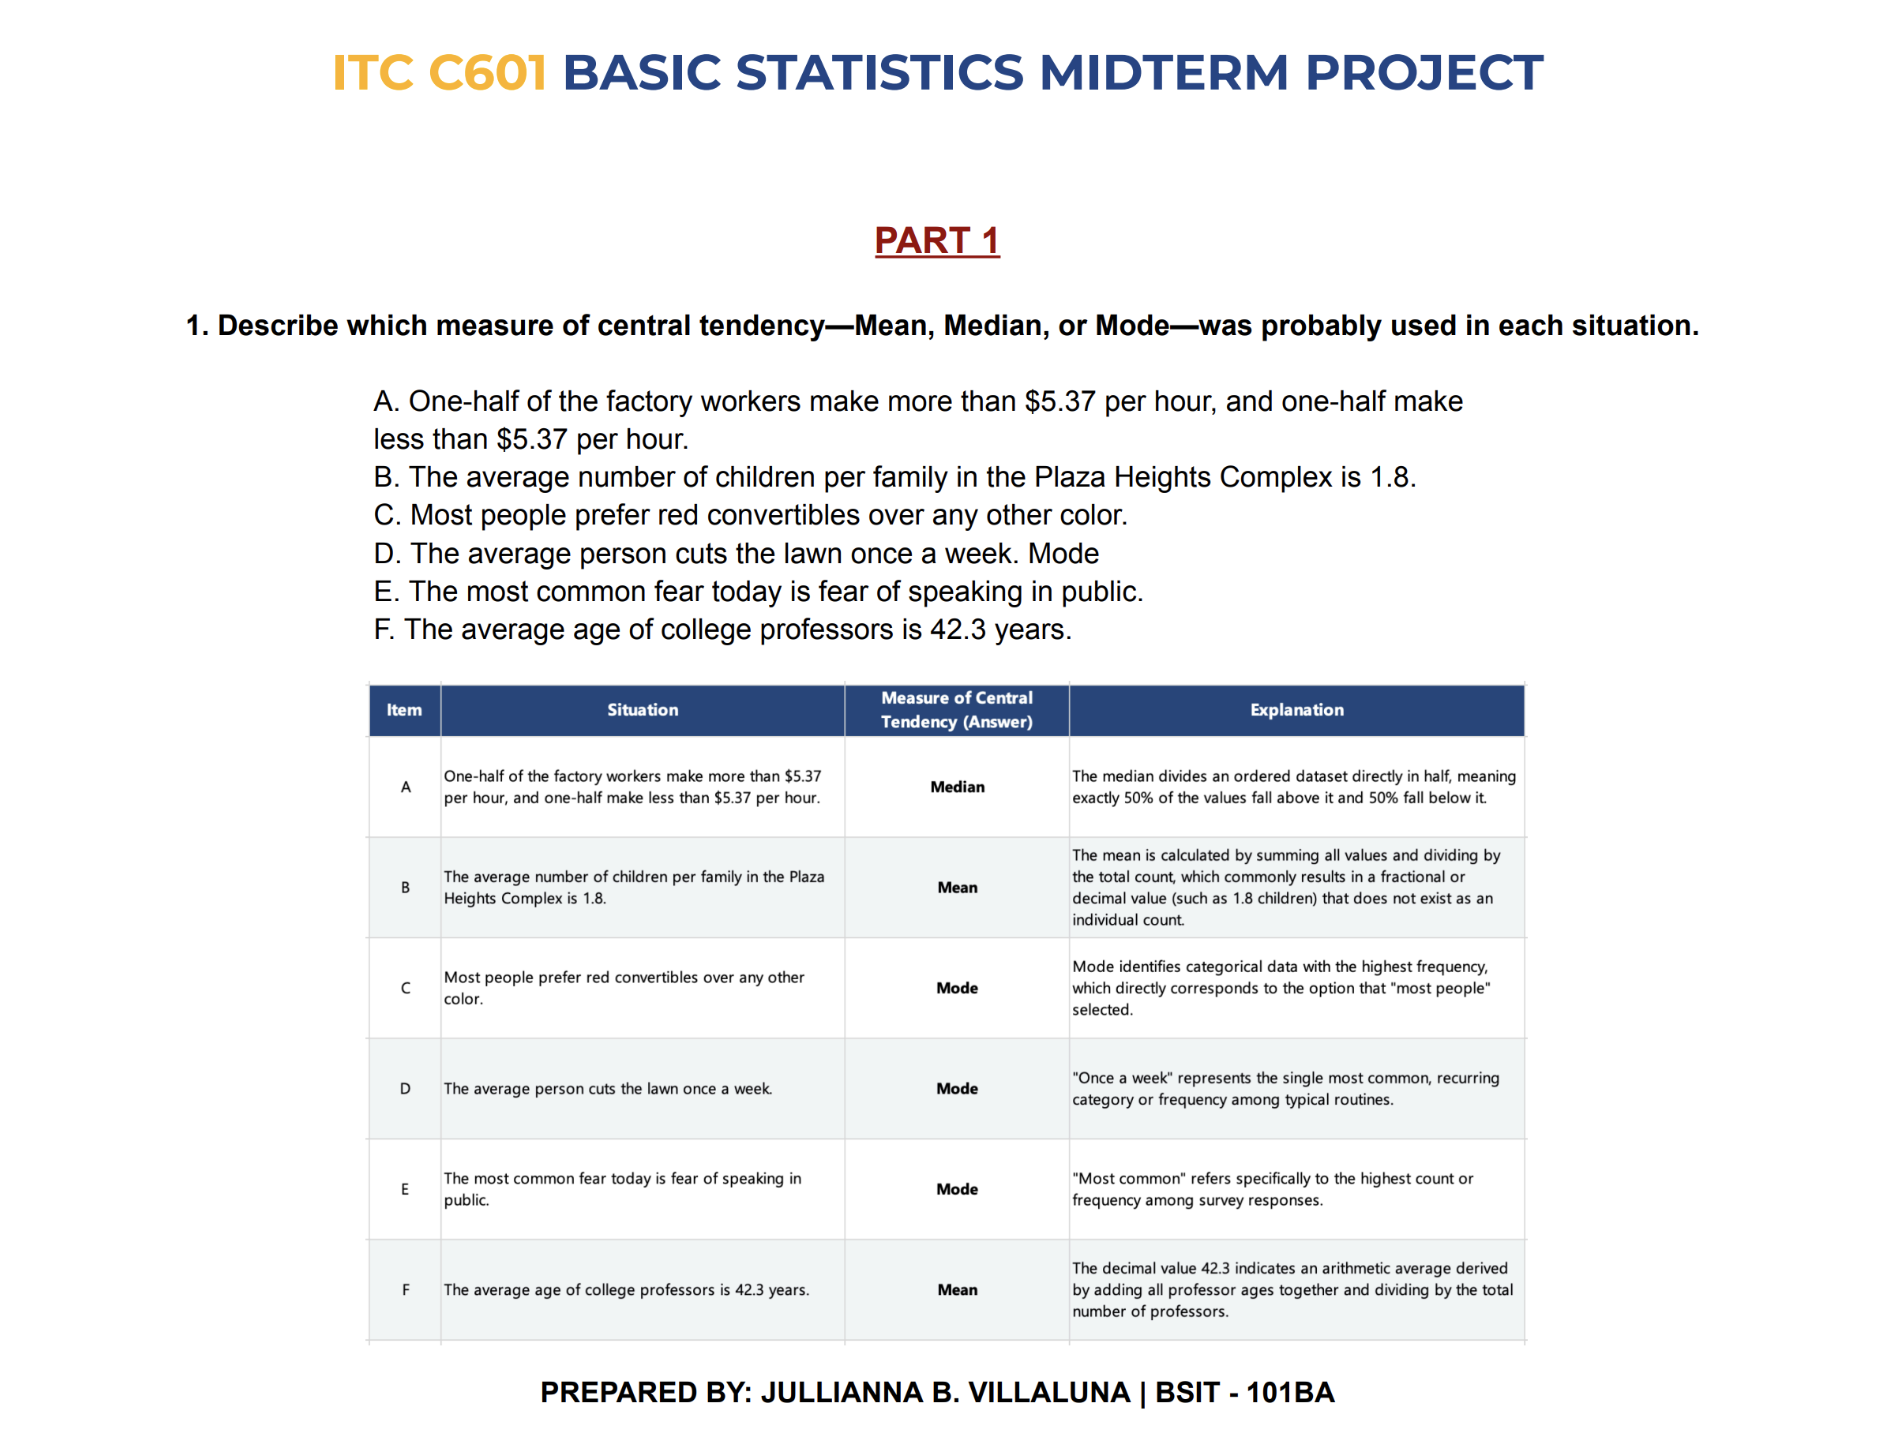 ITC C601 BASIC STATISTICS MIDTERM PROJECT
PART 1
1. Describe which measure of central tendency—Mean, Median, or Mode—was probably used in each situation.
A. One-half of the factory workers make more than $5.37 per hour, and one-half make
less than $5.37 per hour.
B. The average number of children per family in the Plaza Heights Complex is 1.8.
C. Most people prefer red convertibles over any other color.
D. The average person cuts the lawn once a week. Mode
E. The most common fear today is fear of speaking in public.
F. The average age of college professors is 42.3 years.
Item
Situation
Measure of Central
Tendency (Answer)
Explanation
A
One-half of the factory workers make more than $5.37
per hour, and one-half make less than $5.37 per hour.
Median
The median divides an ordered dataset directly in half, meaning
exactly 50% of the values fall above it and 50% fall below it.
B
The average number of children per family in the Plaza
Heights Complex is 1.8.
Mean
The mean is calculated by summing all values and dividing by
the total count, which commonly results in a fractional or
decimal value (such as 1.8 children) that does not exist as an
individual count.
C
Most people prefer red convertibles over any other
color.
Mode
Mode identifies categorical data with the highest frequency,
which directly corresponds to the option that "most people"
selected.
D
The average person cuts the lawn once a week.
Mode
"Once a week" represents the single most common, recurring
category or frequency among typical routines.
E
The most common fear today is fear of speaking in
public.
Mode
"Most common" refers specifically to the highest count or
frequency among survey responses.
F
The average age of college professors is 42.3 years.
Mean
The decimal value 42.3 indicates an arithmetic average derived
by adding all professor ages together and dividing by the total
number of professors.
PREPARED BY: JULLIANNA B. VILLALUNA | BSIT - 101BA